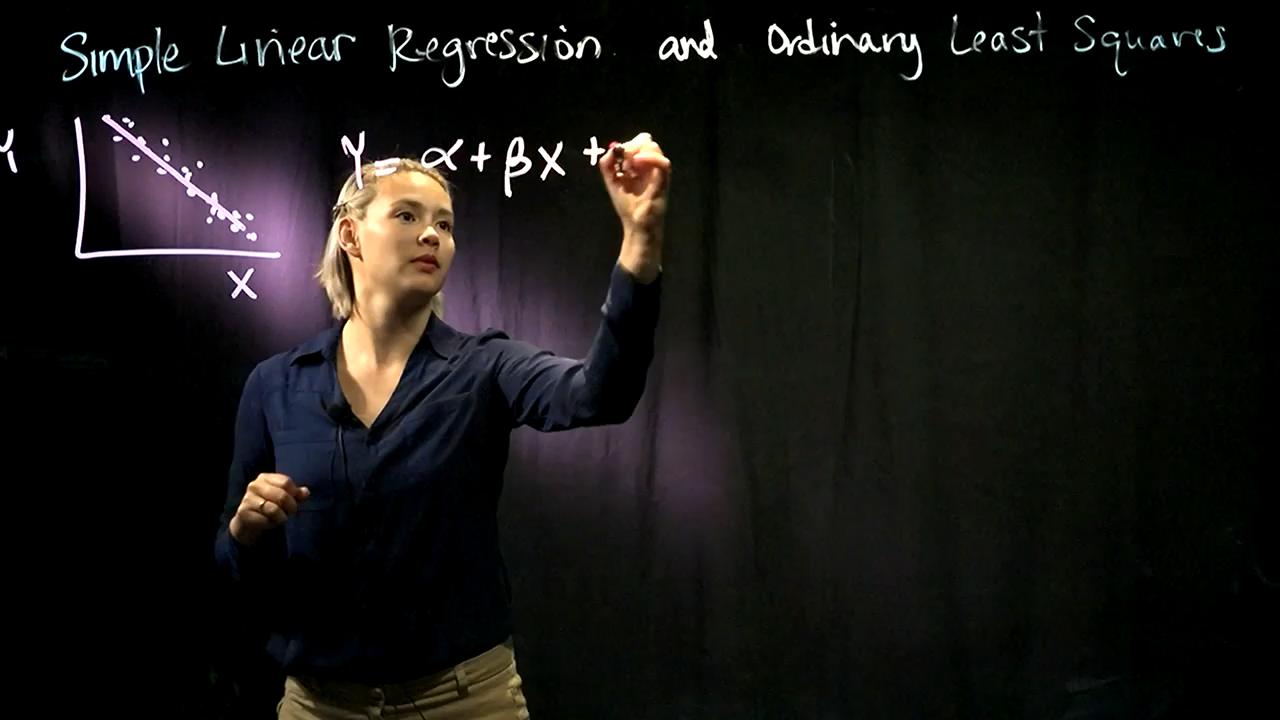 Simple Linear Regression and Ordinary Least Squares
Y
Y = α + βX +
X